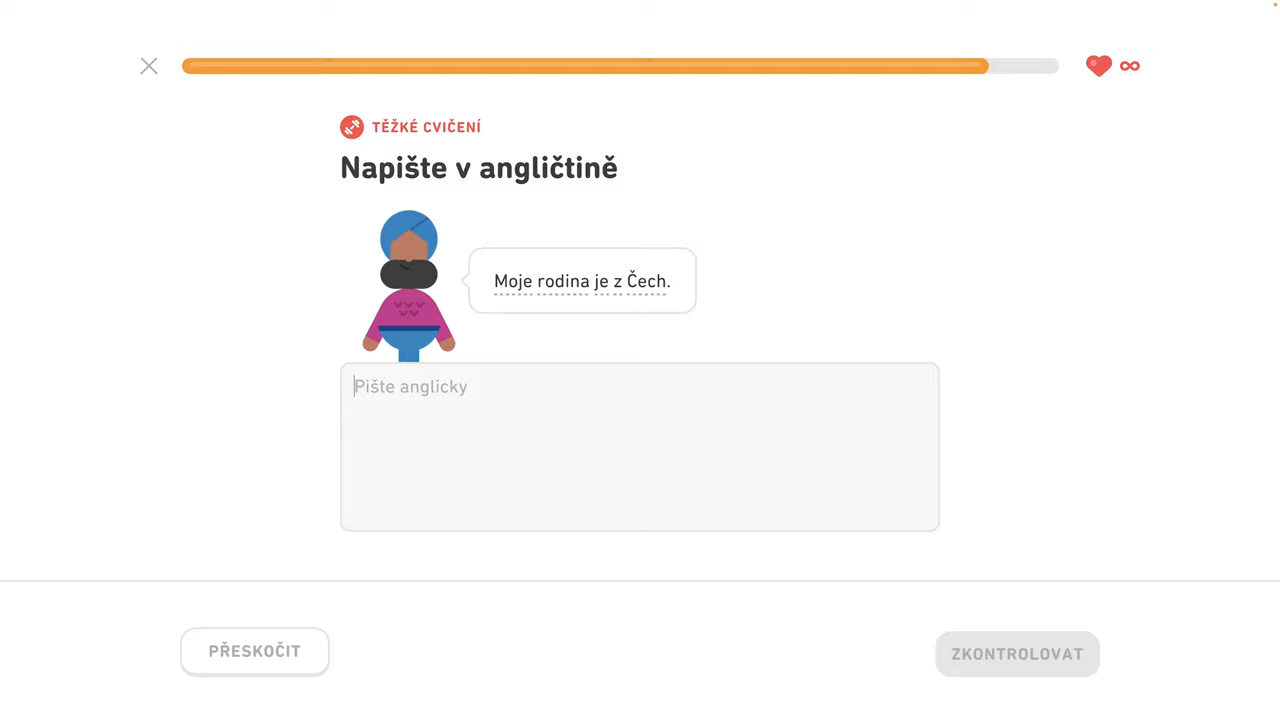 TĚŽKÉ CVIČENÍ
Napište v angličtině
Moje rodina je z Čech.
Pište anglicky
PŘESKOČIT
ZKONTROLOVAT